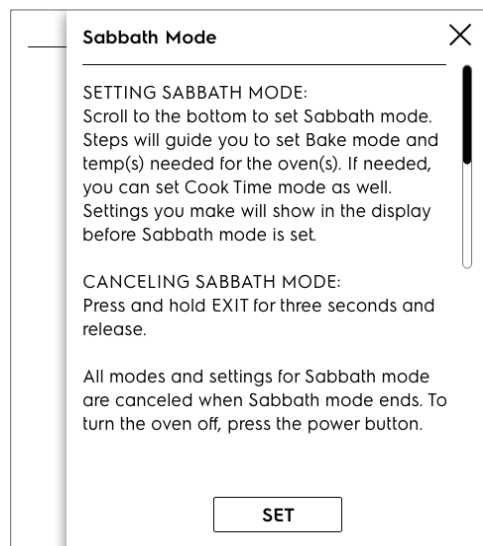 Sabbath Mode
SETTING SABBATH MODE:
Scroll to the bottom to set Sabbath mode.
Steps will guide you to set Bake mode and
temp(s) needed for the oven(s). If needed,
you can set Cook Time mode as well.
Settings you make will show in the display
before Sabbath mode is set.
CANCELING SABBATH MODE:
Press and hold EXIT for three seconds and
release.
All modes and settings for Sabbath mode
are canceled when Sabbath mode ends. To
turn the oven off, press the power button.
SET